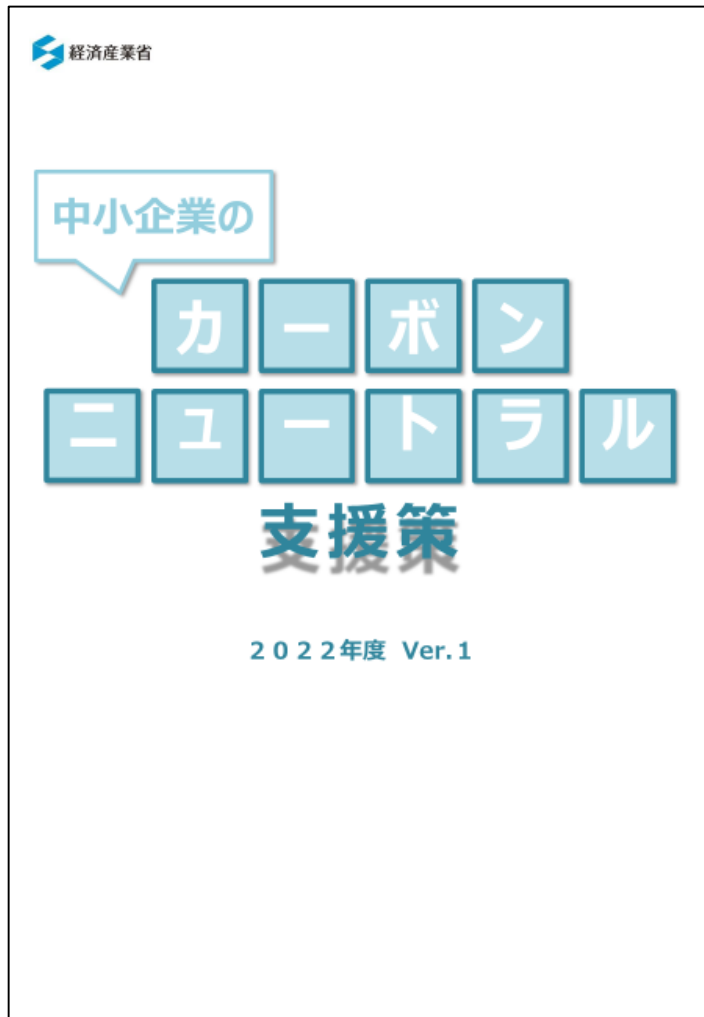 経済産業省
中小企業の
カーボン
ニュートラル
支援策
２０２２年度 Ver.１